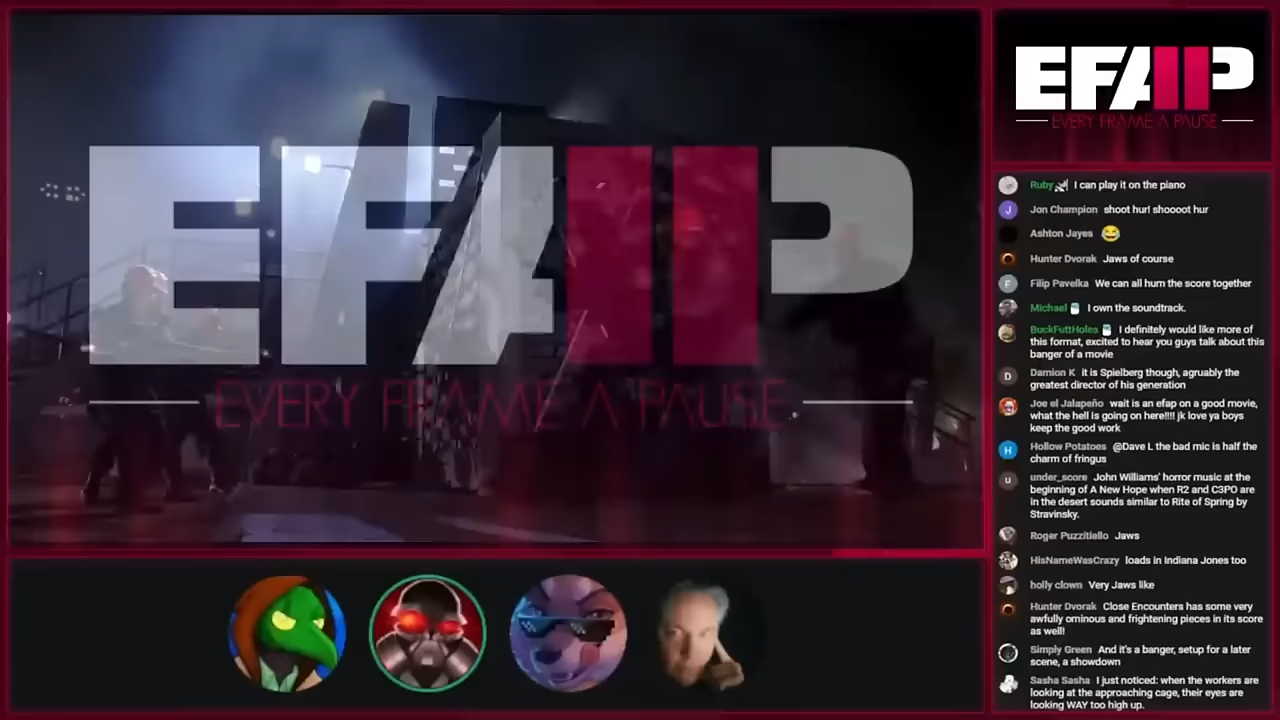 EFAP
EVERY FRAME A PAUSE
EFAP
EVERY FRAME A PAUSE
Ruby I can play it on the piano
Jon Champion shoot hur! shoooot hur
Ashton Jayes
Hunter Dvorak Jaws of course
Filip Pavelka We can all hum the score together
Michael I own the soundtrack.
BuckFuttHoles I definitely would like more of
this format, excited to hear you guys talk about this
banger of a movie
Damion K it is Spielberg though, agruably the
greatest director of his generation
Joe el Jalapeño wait is an efap on a good movie,
what the hell is going on here!!!! jk love ya boys
keep the good work
Hollow Potatoes @Dave L the bad mic is half the
charm of fringus
under_score John Williams' horror music at the
beginning of A New Hope when R2 and C3PO are
in the desert sounds similar to Rite of Spring by
Stravinsky.
Roger Puzzitiello Jaws
HisNameWasCrazy loads in Indiana Jones too
holly clown Very Jaws like
Hunter Dvorak Close Encounters has some very
awfully ominous and frightening pieces in its score
as well!
Simply Green And it's a banger, setup for a later
scene, a showdown
Sasha Sasha I just noticed: when the workers are
looking at the approaching cage, their eyes are
looking WAY too high up.